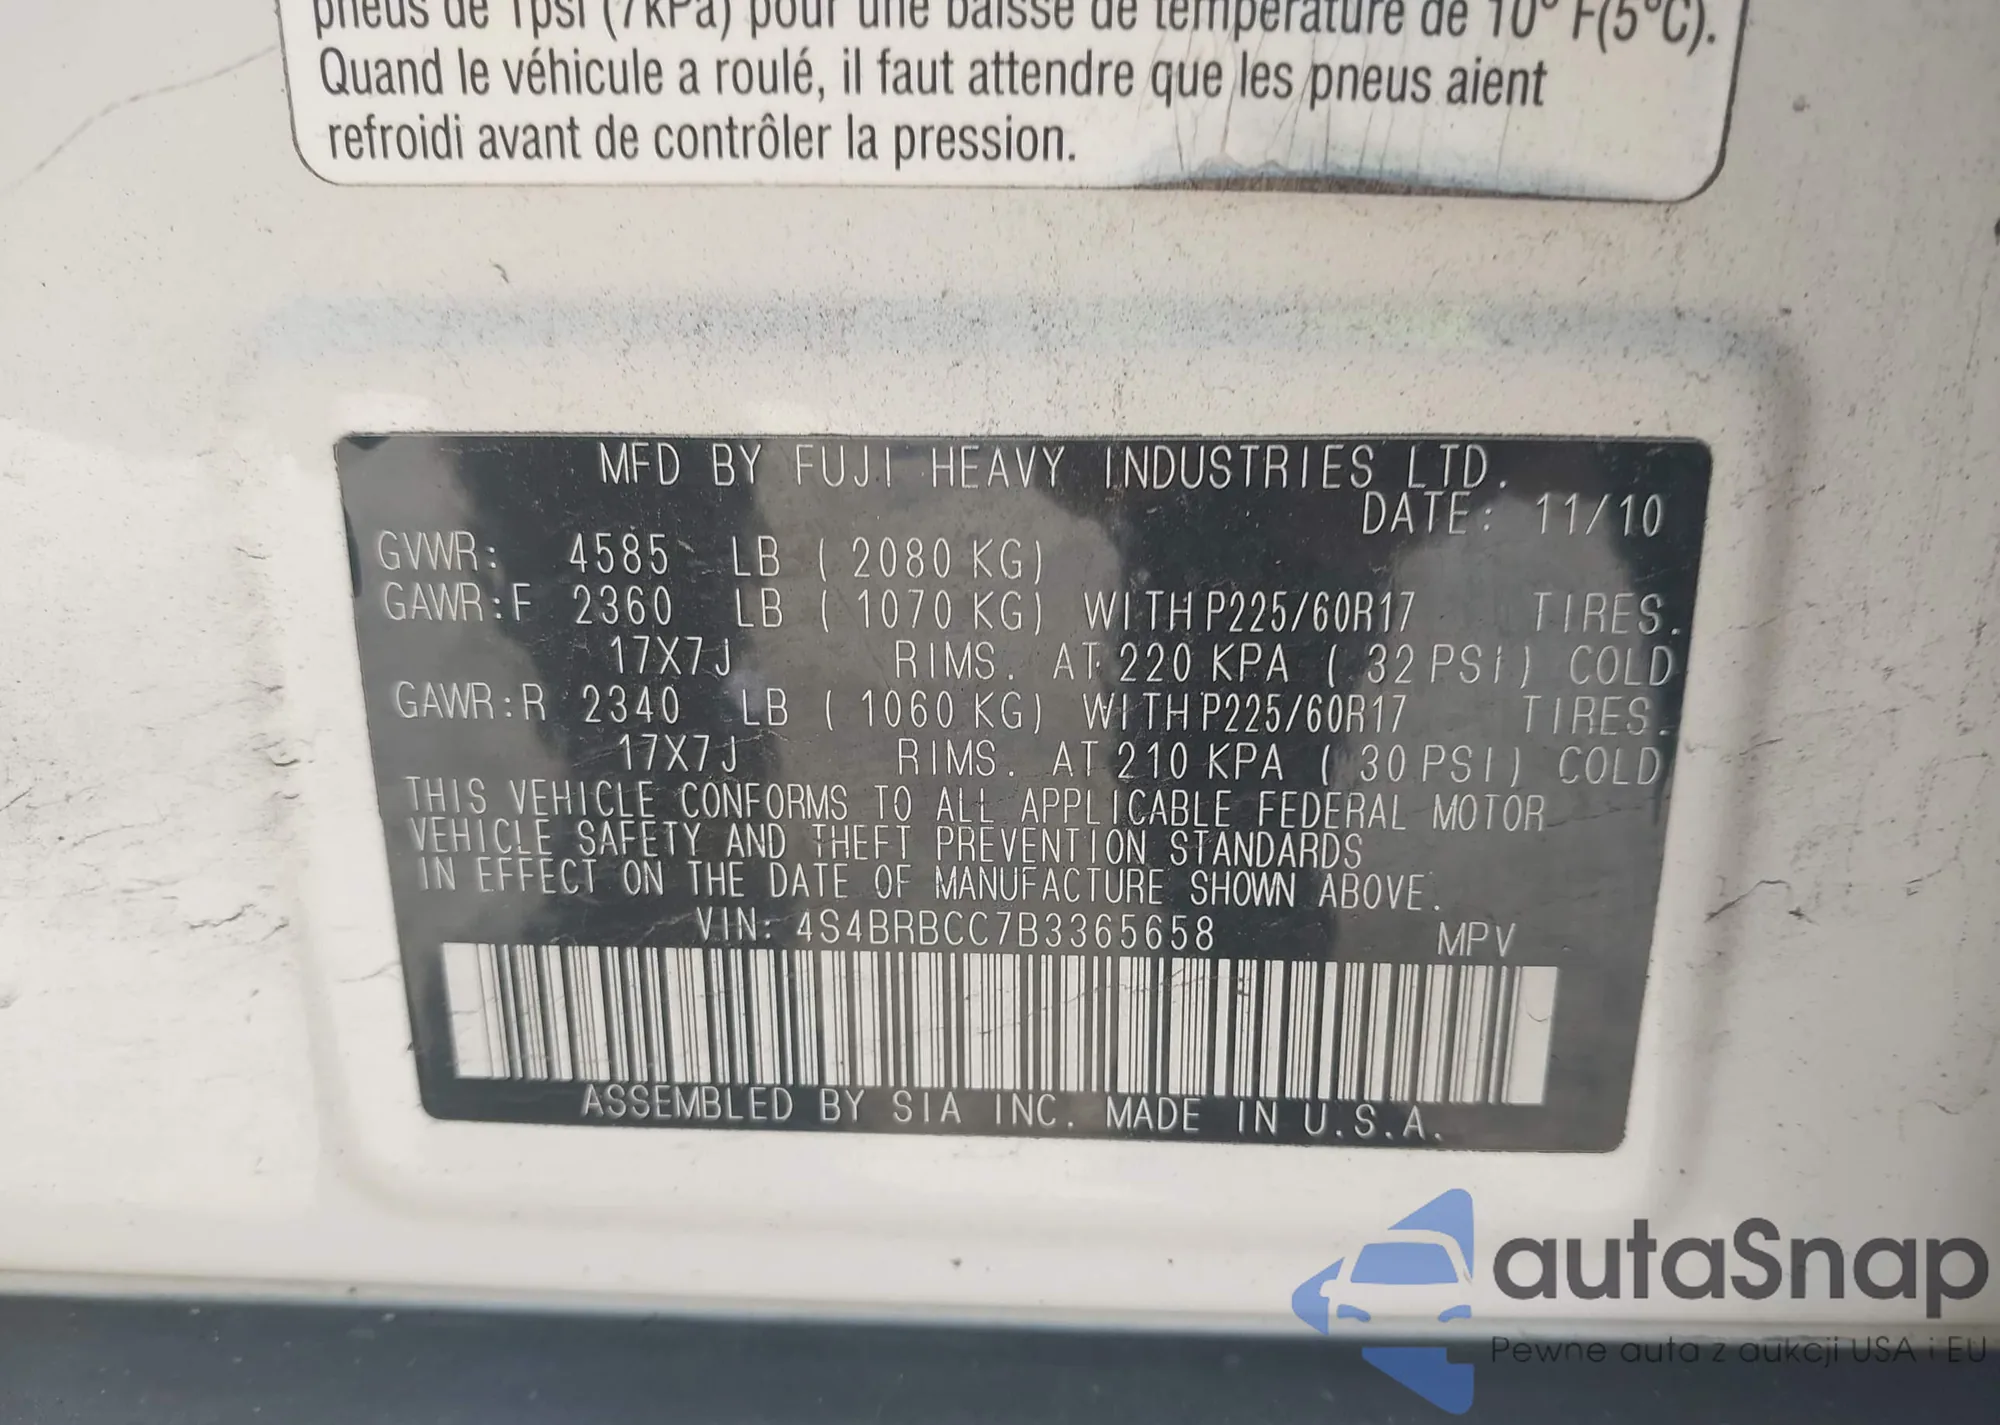 pneus de 1psi (7kPa) pour une baisse de température de 10° F(5°C).
Quand le véhicule a roulé, il faut attendre que les pneus aient
refroidi avant de contrôler la pression.
MFD BY FUJI HEAVY INDUSTRIES LTD.
DATE: 11/10
GVWR: 4585 LB ( 2080 KG)
GAWR:F 2360 LB ( 1070 KG) WITH P225/60R17 TIRES.
17X7J RIMS. AT 220 KPA ( 32 PSI) COLD
GAWR:R 2340 LB ( 1060 KG) WITH P225/60R17 TIRES.
17X7J RIMS. AT 210 KPA ( 30 PSI) COLD
THIS VEHICLE CONFORMS TO ALL APPLICABLE FEDERAL MOTOR
VEHICLE SAFETY AND THEFT PREVENTION STANDARDS
IN EFFECT ON THE DATE OF MANUFACTURE SHOWN ABOVE.
VIN: 4S4BRBCC7B3365658 MPV
ASSEMBLED BY SIA INC. MADE IN U.S.A.
autaSnap
Pewne auta z aukcji USA i EU